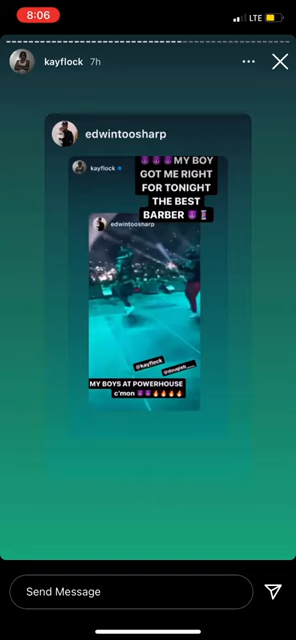 8:06
LTE
kayflock 7h
edwintoosharp
kayflock
😈😈😈MY BOY
GOT ME RIGHT
FOR TONIGHT
THE BEST
BARBER 😈💈
edwintoosharp
@kayflock
MY BOYS AT POWERHOUSE
c'mon 😈😈🔥🔥🔥🔥
Send Message